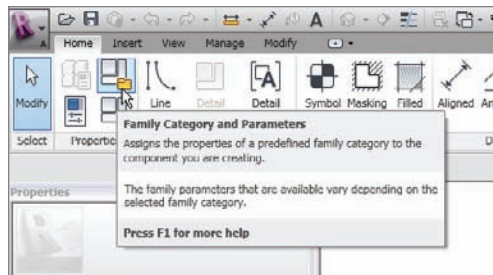 A
A
Home Insert View Manage Modify
Modify
Line
Detail
Detail
Symbol Masking Filled Aligned
Select
Family Category and Parameters
Assigns the properties of a predefined family category to the
component you are creating.
The family parameters that are available vary depending on the
selected family category.
Press F1 for more help
Properties